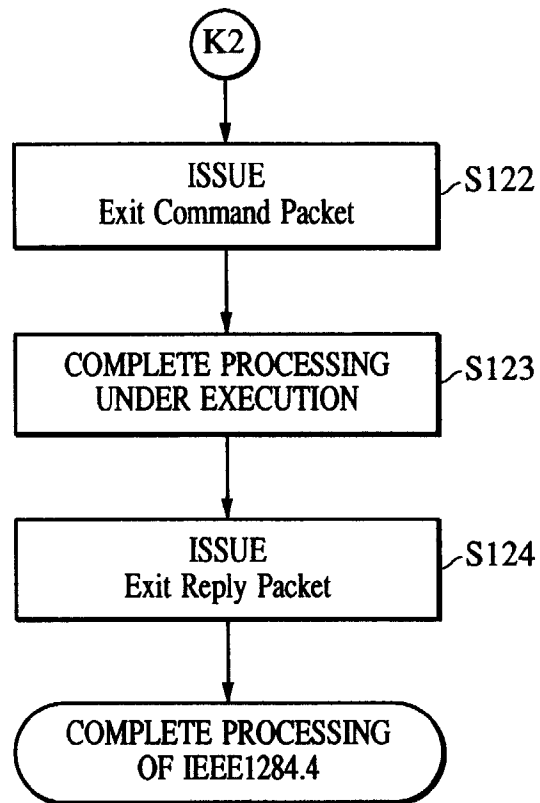 K2
ISSUE
Exit Command Packet
S122
COMPLETE PROCESSING
UNDER EXECUTION
S123
ISSUE
Exit Reply Packet
S124
COMPLETE PROCESSING
OF IEEE1284.4